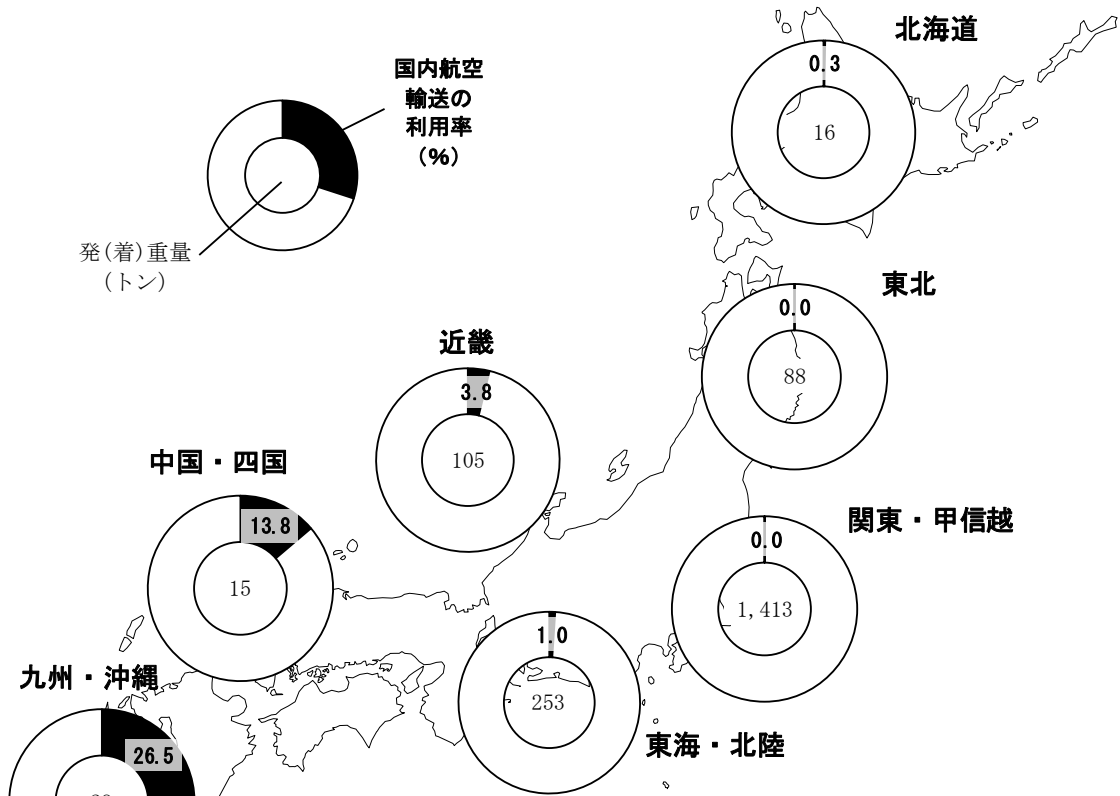 国内航空
輸送の
利用率
(%)
発(着)重量
(トン)
北海道
0.3
16
東北
0.0
88
近畿
3.8
105
中国・四国
13.8
15
関東・甲信越
0.0
1,413
東海・北陸
1.0
253
九州・沖縄
26.5